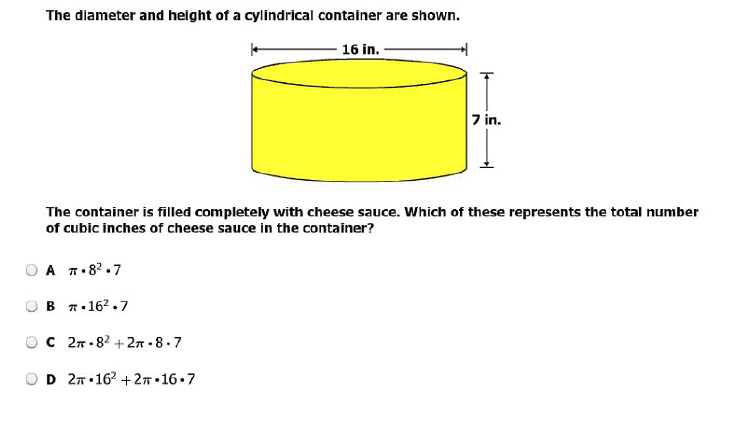 The diameter and height of a cylindrical container are shown.
16 in.
7 in.
The container is filled completely with cheese sauce. Which of these represents the total number
of cubic inches of cheese sauce in the container?
A π • 8² • 7
B π • 16² • 7
C 2π • 8² + 2π • 8 • 7
D 2π • 16² + 2π • 16 • 7